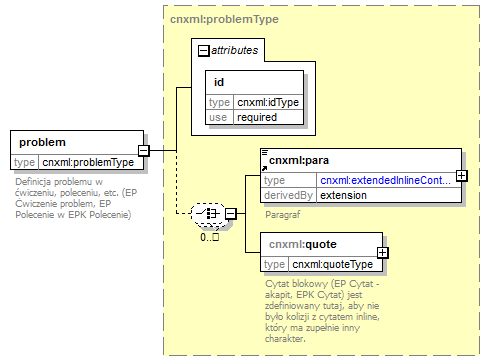 cnxml:problemType
attributes
id
type cnxml:idType
use required
problem
type cnxml:problemType
Definicja problemu w
ćwiczeniu, poleceniu, etc. (EP
Ćwiczenie problem, EP
Polecenie w EPK Polecenie)
0..
cnxml:para
type cnxml:extendedInlineCont...
derivedBy extension
Paragraf
cnxml:quote
type cnxml:quoteType
Cytat blokowy (EP Cytat -
akapit, EPK Cytat) jest
zdefiniowany tutaj, aby nie
było kolizji z cytatem inline,
który ma zupełnie inny
charakter.